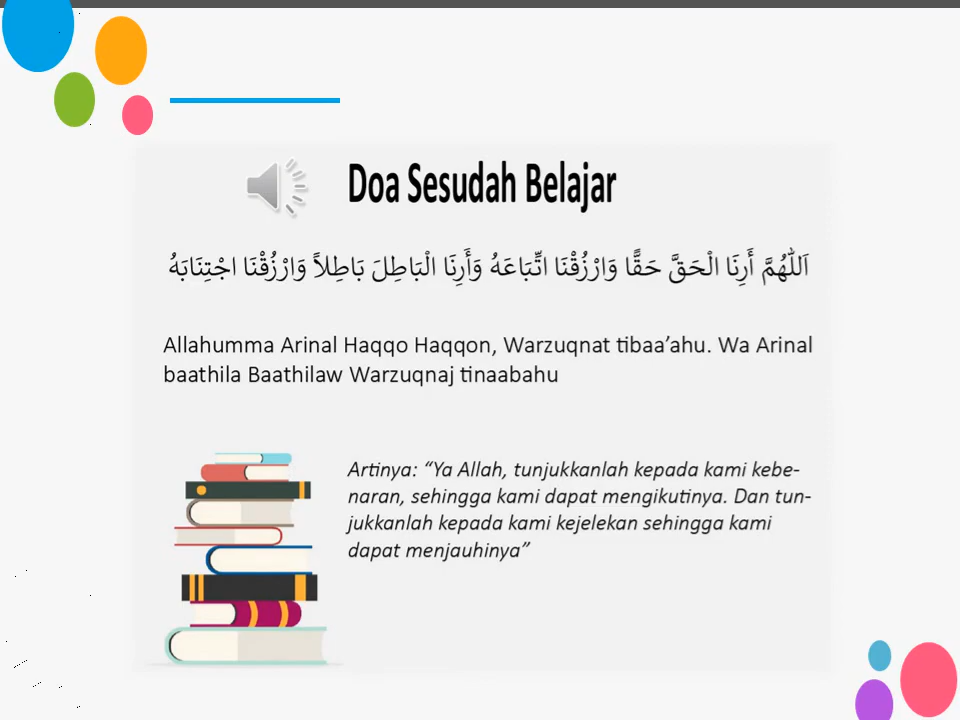 Doa Sesudah Belajar
اَللّٰهُمَّ أَرِنَا الْحَقَّ حَقًّا وَارْزُقْنَا اتِّبَاعَهُ وَأَرِنَا الْبَاطِلَ بَاطِلاً وَارْزُقْنَا اجْتِنَابَهُ
Allahumma Arinal Haqqo Haqqon, Warzuqnat tibaa’ahu. Wa Arinal
baathila Baathilaw Warzuqnaj tinaabahu
Artinya: “Ya Allah, tunjukkanlah kepada kami kebe-
naran, sehingga kami dapat mengikutinya. Dan tun-
jukkanlah kepada kami kejelekan sehingga kami
dapat menjauhinya”